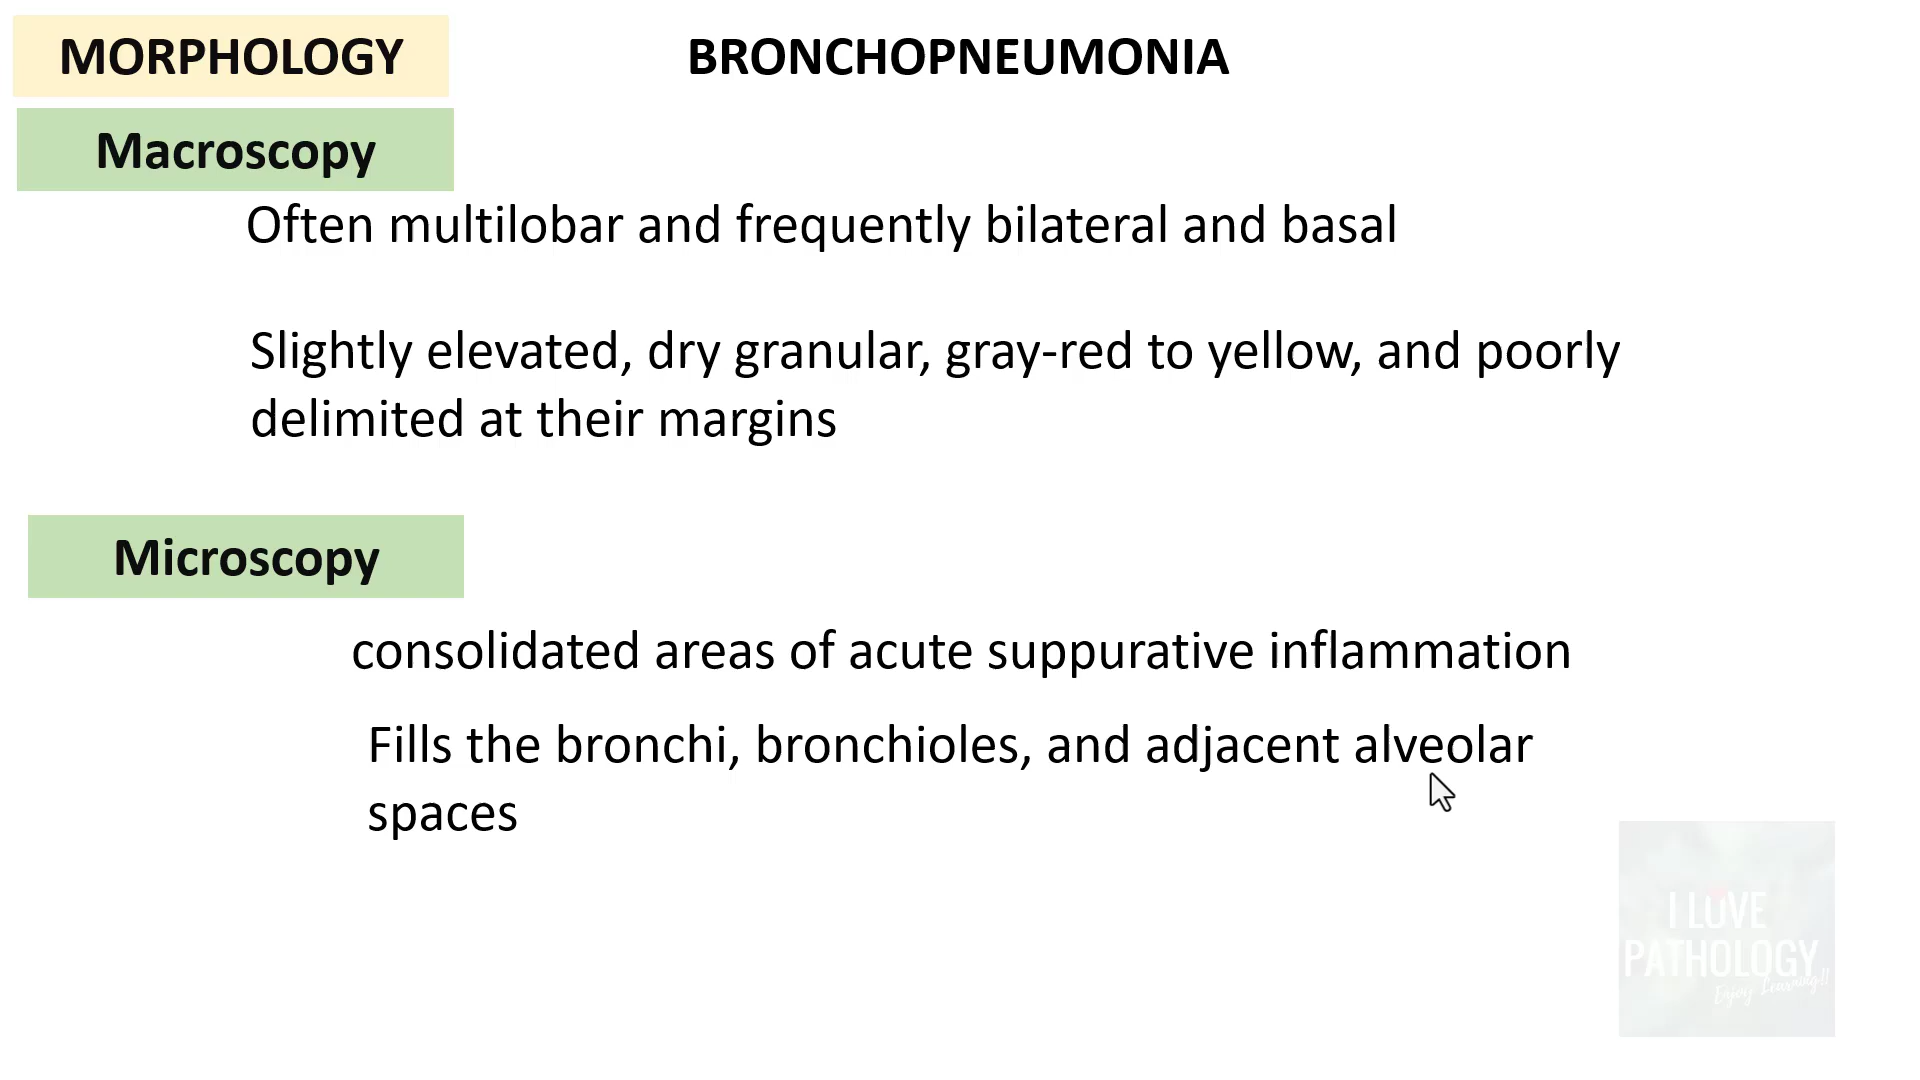 MORPHOLOGY
BRONCHOPNEUMONIA
Macroscopy
Often multilobar and frequently bilateral and basal
Slightly elevated, dry granular, gray-red to yellow, and poorly
delimited at their margins
Microscopy
consolidated areas of acute suppurative inflammation
Fills the bronchi, bronchioles, and adjacent alveolar
spaces
I LOVE
PATHOLOGY
Enjoy Learning!!